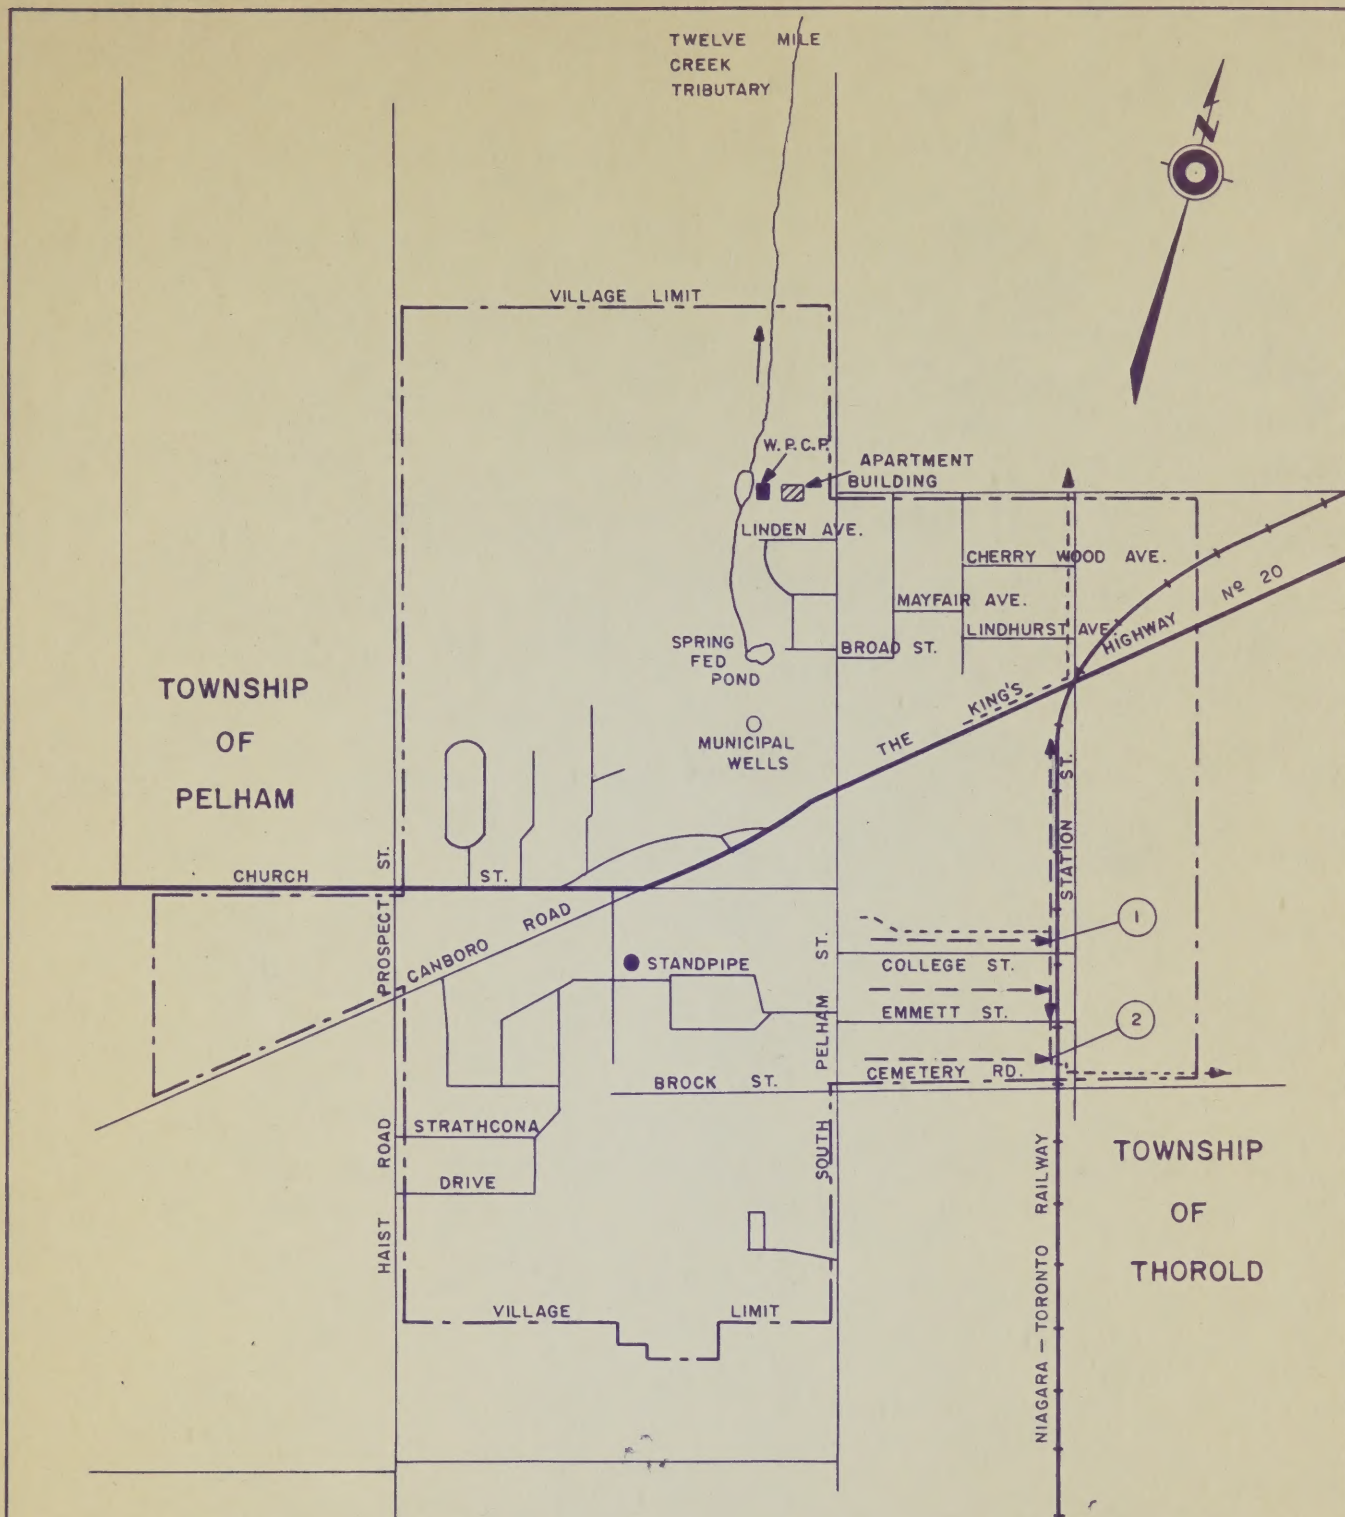 TWELVE MILE
CREEK
TRIBUTARY
N
VILLAGE LIMIT
W.P.C.P.
APARTMENT
BUILDING
LINDEN AVE.
CHERRY WOOD AVE.
MAYFAIR AVE.
LINDHURST AVE.
BROAD ST.
SPRING
FED
POND
THE KING'S HIGHWAY Nº 20
TOWNSHIP
OF
PELHAM
MUNICIPAL
WELLS
CHURCH ST.
PROSPECT ST.
CANBORO ROAD
STATION ST.
1
STANDPIPE
COLLEGE ST.
EMMETT ST.
2
CEMETERY RD.
BROCK ST.
SOUTH PELHAM ST.
STRATHCONA
DRIVE
HAIST ROAD
TOWNSHIP
OF
THOROLD
NIAGARA — TORONTO RAILWAY
VILLAGE LIMIT